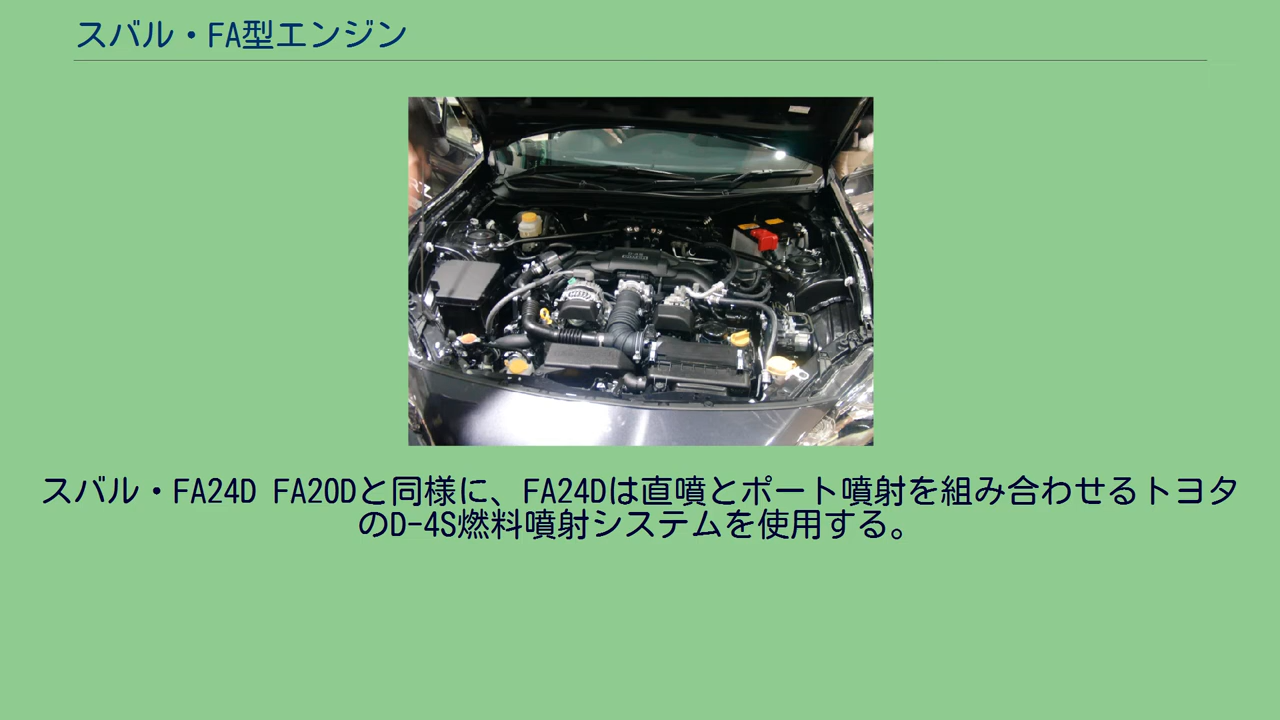 スバル・FA型エンジン
スバル・FA24D FA20Dと同様に、FA24Dは直噴とポート噴射を組み合わせるトヨタ
のD-4S燃料噴射システムを使用する。